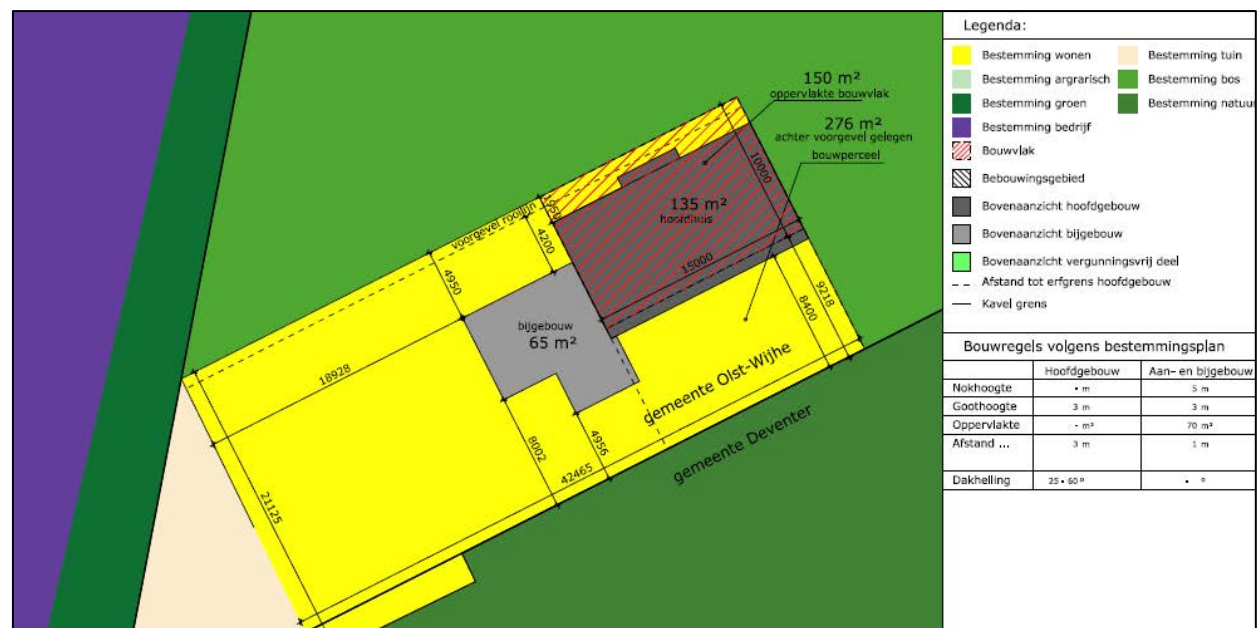 150 m²
oppervlakte bouwvlak
276 m²
achter voorgevel gelegen
bouwperceel
10000
135 m²
hoofdhuis
1950
voorgevel rooilijn
4200
4950
15000
9218
8400
bijgebouw
65 m²
18928
gemeente Olst-Wijhe
gemeente Deventer
8002
4956
42465
21125
Legenda:
Bestemming wonen
Bestemming tuin
Bestemming argrarisch
Bestemming bos
Bestemming groen
Bestemming natuur
Bestemming bedrijf
Bouwvlak
Bebouwingsgebied
Bovenaanzicht hoofdgebouw
Bovenaanzicht bijgebouw
Bovenaanzicht vergunningsvrij deel
Afstand tot erfgrens hoofdgebouw
Kavel grens
Bouwregels volgens bestemmingsplan
Hoofdgebouw Aan- en bijgebouw
Nokhoogte - m 5 m
Goothoogte 3 m 3 m
Oppervlakte - m² 70 m²
Afstand ... 3 m 1 m
Dakhelling 25 - 60 º - º